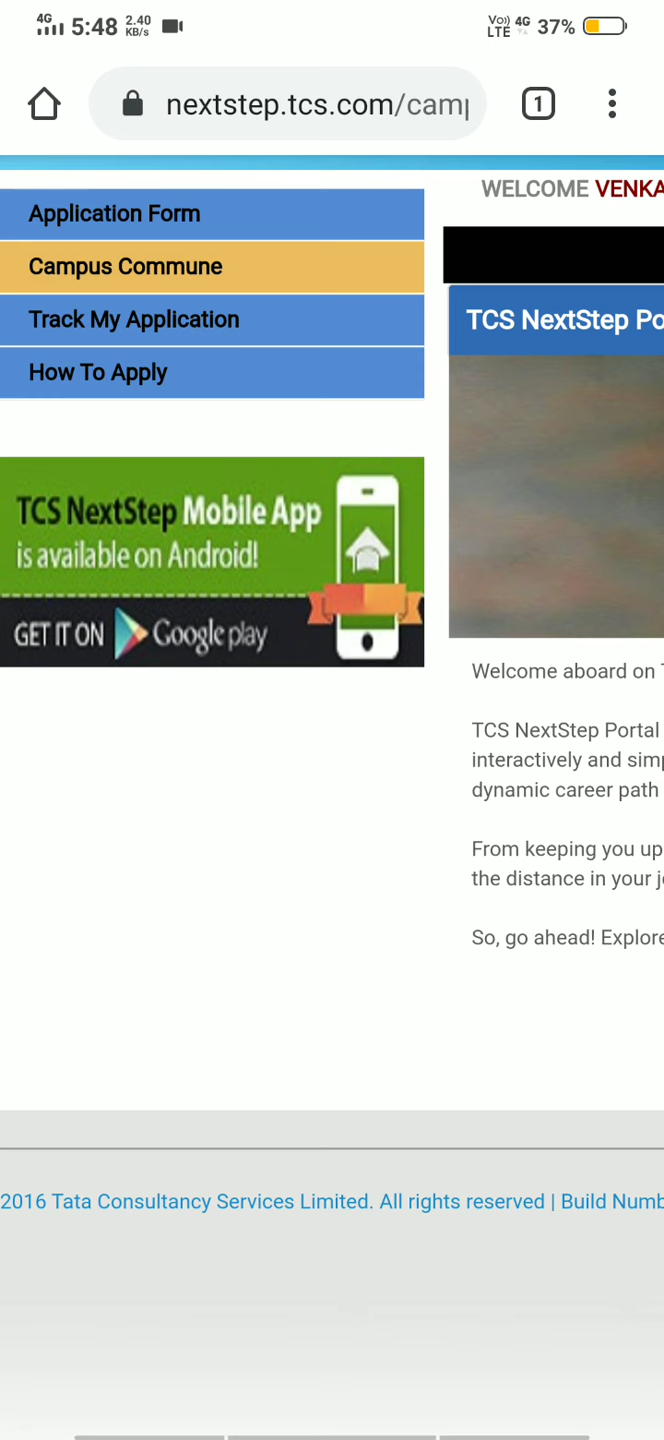 4G 5:48 2.40 KB/s Vo)) LTE 4G 37%
nextstep.tcs.com/camp
1
WELCOME VENKA
Application Form
Campus Commune
Track My Application
How To Apply
TCS NextStep Po
TCS NextStep Mobile App
is available on Android!
GET IT ON Google play
Welcome aboard on T
TCS NextStep Portal
interactively and simp
dynamic career path
From keeping you up
the distance in your jo
So, go ahead! Explore
2016 Tata Consultancy Services Limited. All rights reserved | Build Numb